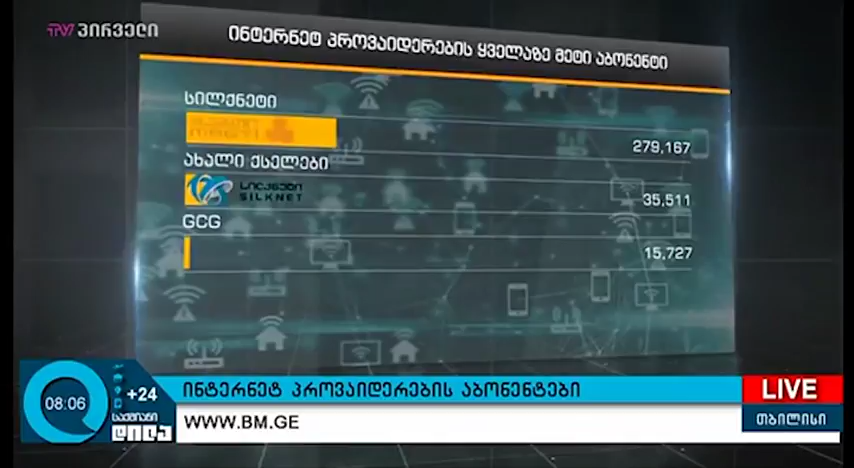 TV ᲞᲘᲠᲕᲔᲚᲘ
ᲘᲜᲢᲔᲠᲜᲔᲢ ᲞᲠᲝᲕᲐᲘᲓᲔᲠᲔᲑᲘᲡ ᲧᲕᲔᲚᲐᲖᲔ ᲛᲔᲢᲘ ᲐᲑᲝᲜᲔᲜᲢᲘ
ᲡᲘᲚᲥᲜᲔᲢᲘ
279,167
ᲐᲮᲐᲚᲘ ᲥᲡᲔᲚᲔᲑᲘ
ᲡᲘᲚᲥᲜᲔᲢᲘ
SILKNET
35,511
GCG
15,727
08:06
+24
ᲡᲐᲥᲛᲘᲐᲜᲘ
ᲓᲘᲚᲐ
ᲘᲜᲢᲔᲠᲜᲔᲢ ᲞᲠᲝᲕᲐᲘᲓᲔᲠᲔᲑᲘᲡ ᲐᲑᲝᲜᲔᲜᲢᲔᲑᲘ
WWW.BM.GE
LIVE
ᲗᲑᲘᲚᲘᲡᲘ